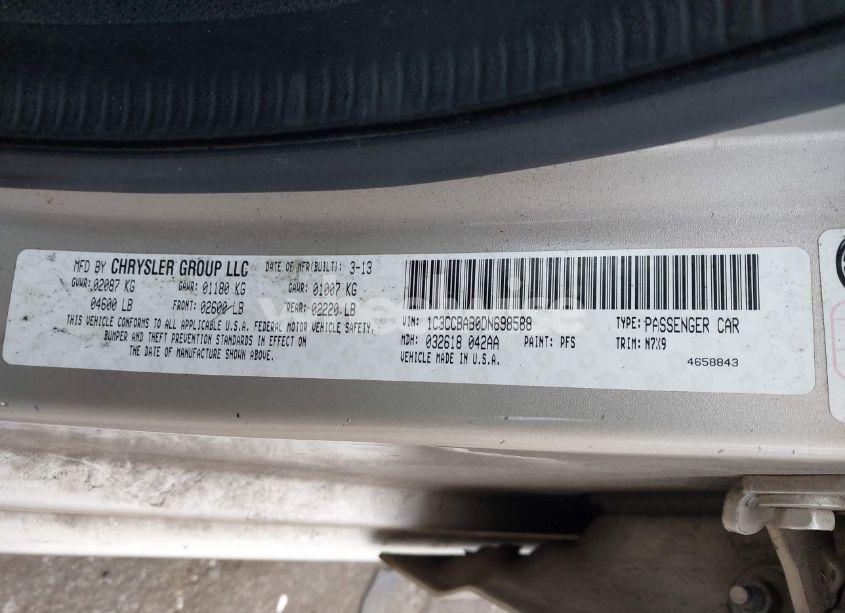 MFD BY CHRYSLER GROUP LLC DATE OF MFR(BUILT): 3-13
GVWR: 02087 KG GAWR: 01180 KG GAWR: 01007 KG
04600 LB FRONT: 02600 LB REAR: 02220 LB
THIS VEHICLE CONFORMS TO ALL APPLICABLE U.S.A. FEDERAL MOTOR VEHICLE SAFETY,
BUMPER AND THEFT PREVENTION STANDARDS IN EFFECT ON
THE DATE OF MANUFACTURE SHOWN ABOVE.
VIN: 1C3CCBAB0DN698588 TYPE: PASSENGER CAR
MDH: 032618 042AA PAINT: PFS TRIM: N7X9
VEHICLE MADE IN U.S.A. 4658843